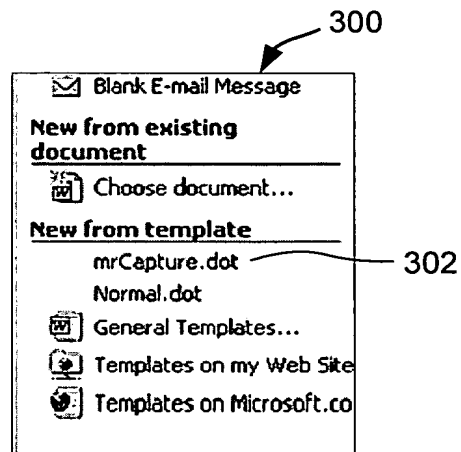 300
Blank E-mail Message
New from existing
document
Choose document...
New from template
mrCapture.dot
302
Normal.dot
General Templates...
Templates on my Web Site
Templates on Microsoft.co